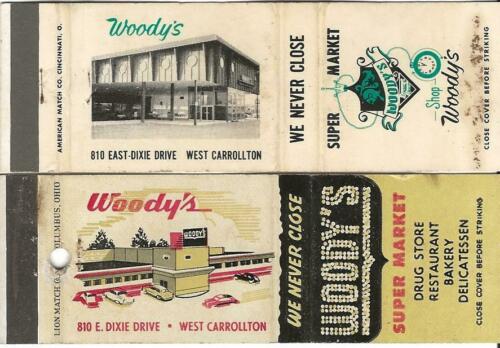 AMERICAN MATCH CO. CINCINNATI, O.
Woody's
810 EAST-DIXIE DRIVE WEST CARROLLTON
WE NEVER CLOSE
SUPER MARKET
WOODY'S
Shop
Woody's
CLOSE COVER BEFORE STRIKING
LION MATCH COLUMBUS, OHIO
Woody's
WOODY'S
810 E. DIXIE DRIVE • WEST CARROLLTON
WE NEVER CLOSE
WOODY'S
SUPER MARKET
DRUG STORE
RESTAURANT
BAKERY
DELICATESSEN
CLOSE COVER BEFORE STRIKING